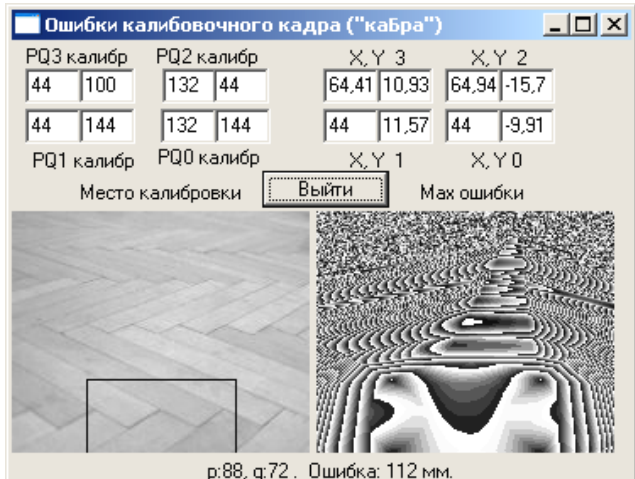 Ошибки калибовочного кадра ("каБра")
PQ3 калибр PQ2 калибр X,Y 3 X,Y 2
44 100 132 44 64,41 10,93 64,94 -15,7
44 144 132 144 44 11,57 44 -9,91
PQ1 калибр PQ0 калибр X,Y 1 X,Y 0
Место калибровки Выйти Мах ошибки
p:88, q:72 . Ошибка: 112 мм.